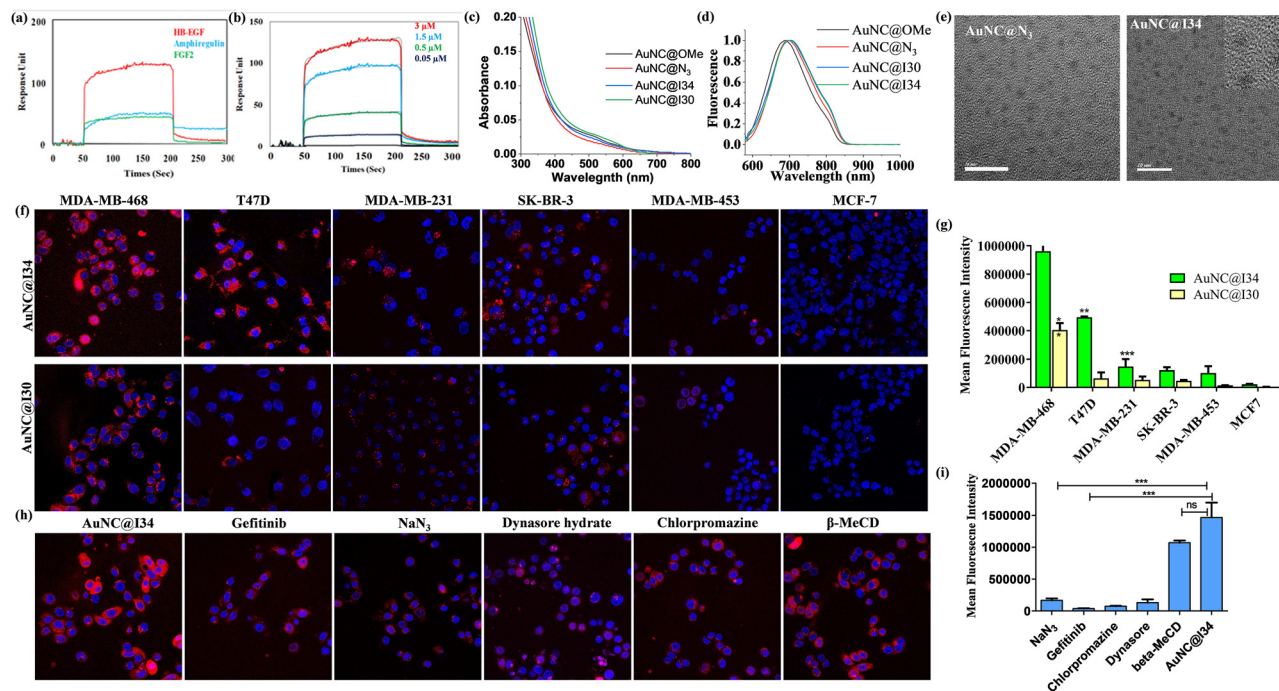 (a)
200
100
0
Response Unit
HB-EGF
Amphiregulin
FGF2
0 50 100 150 200 300
Times (Sec)
(b)
150
100
50
0
Response Unit
3 µM
1.5 µM
0.5 µM
0.05 µM
0 50 100 150 200 300
Times (Sec)
(c)
0.20
0.15
0.10
0.05
0.00
Absorbance
AuNC@OMe
AuNC@N3
AuNC@I34
AuNC@I30
300 400 500 600 700 800
Wavelegnth (nm)
(d)
1.0
0.8
0.6
0.4
0.2
0.0
Fluorescence
AuNC@OMe
AuNC@N3
AuNC@I30
AuNC@I34
600 700 800 900 1000
Wavelength (nm)
(e)
AuNC@N3
AuNC@I34
(f)
MDA-MB-468 T47D MDA-MB-231 SK-BR-3 MDA-MB-453 MCF-7
AuNC@I34
AuNC@I30
(g)
1000000
800000
600000
400000
200000
0
Mean Fluoresecne Intensity
AuNC@I34
AuNC@I30
*
*
**
***
MDA-MB-468
T47D
MDA-MB-231
SK-BR-3
MDA-MB-453
MCF7
(h)
AuNC@I34 Gefitinib NaN3 Dynasore hydrate Chlorpromazine β-MeCD
(i)
2000000
1500000
1000000
500000
0
Mean Fluoresecne Intensity
***
***
ns
NaN3
Gefitinib
Chlorpromazine
Dynasore
beta-MeCD
AuNC@I34